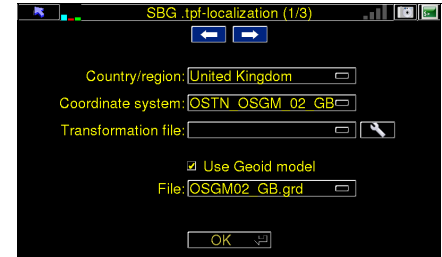 SBG .tpf-localization (1/3)
Country/region: United Kingdom
Coordinate system: OSTN_OSGM_02_GB
Transformation file:
Use Geoid model
File: OSGM02_GB.grd
OK